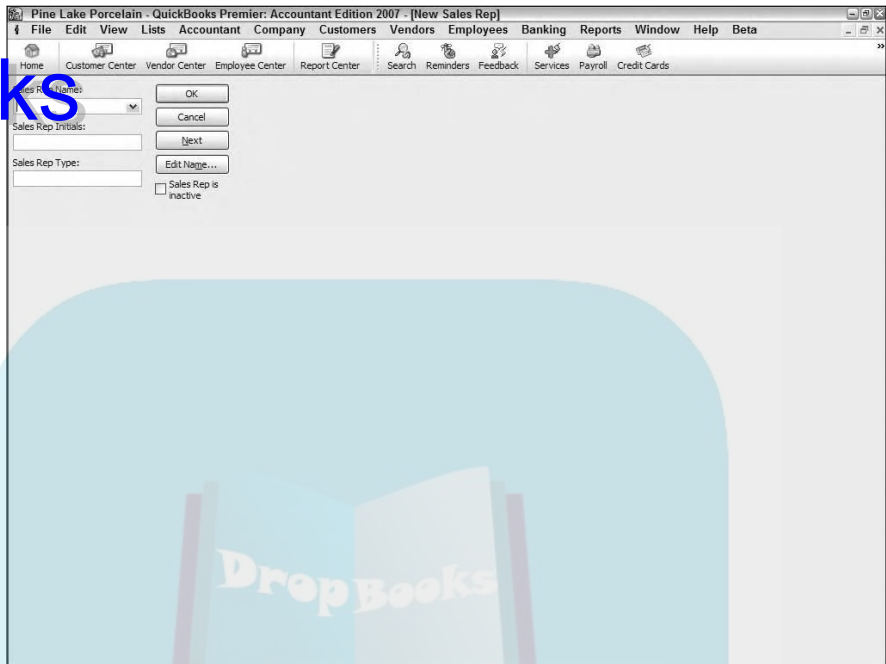 Pine Lake Porcelain - QuickBooks Premier: Accountant Edition 2007 - [New Sales Rep]
File Edit View Lists Accountant Company Customers Vendors Employees Banking Reports Window Help Beta
Home Customer Center Vendor Center Employee Center Report Center Search Reminders Feedback Services Payroll Credit Cards
»
ks
Sales Rep Name:
OK
Cancel
Sales Rep Initials:
Next
Sales Rep Type:
Edit Name...
Sales Rep is
inactive
DropBooks